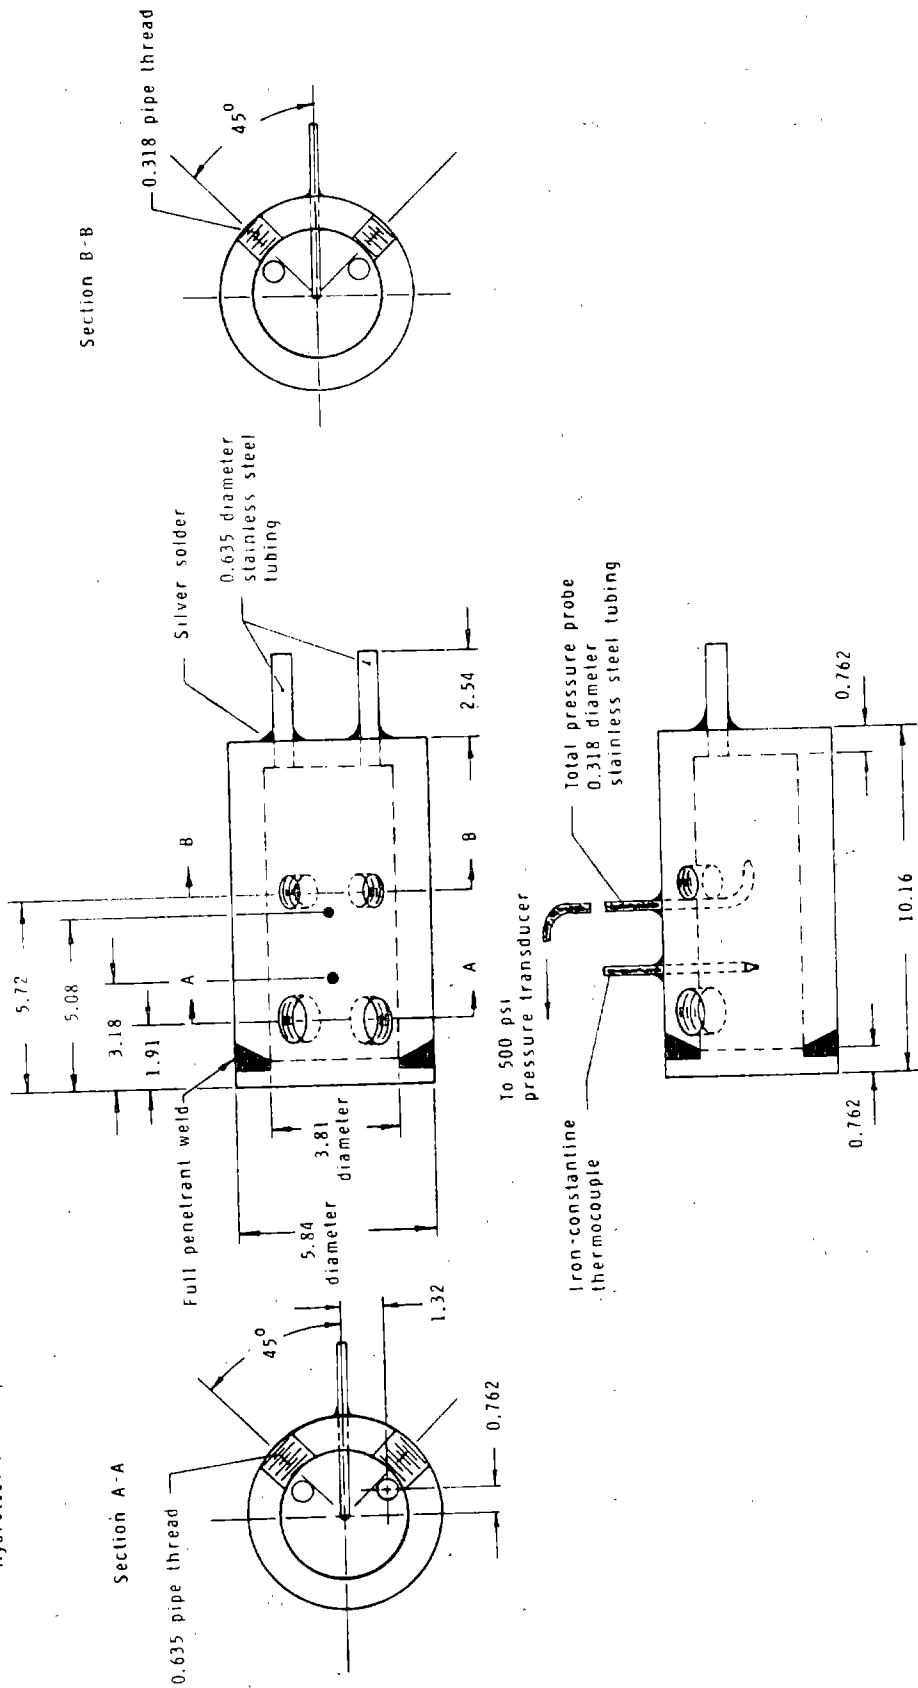 Section A-A
0.635 pipe thread
45°
1.32
0.762
Full penetrant weld
5.72
5.08
3.18
1.91
A
A
B
B
5.84
diameter
3.81
diameter
Silver solder
0.635 diameter
stainless steel
tubing
2.54
Section B-B
0.318 pipe thread
45°
To 500 psi
pressure transducer
Iron-constantine
thermocouple
Total pressure probe
0.318 diameter
stainless steel tubing
0.762
0.762
10.16